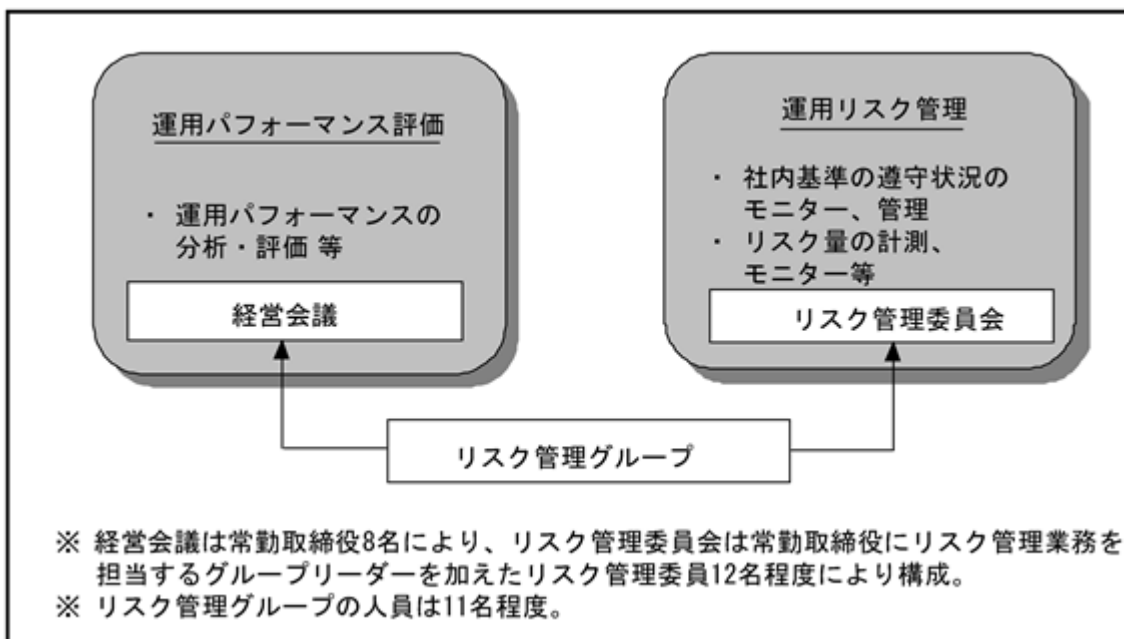 運用パフォーマンス評価
・ 運用パフォーマンスの
分析・評価 等
経営会議
運用リスク管理
・ 社内基準の遵守状況の
モニター、管理
・ リスク量の計測、
モニター等
リスク管理委員会
リスク管理グループ
※ 経営会議は常勤取締役8名により、リスク管理委員会は常勤取締役にリスク管理業務を
担当するグループリーダーを加えたリスク管理委員12名程度により構成。
※ リスク管理グループの人員は11名程度。